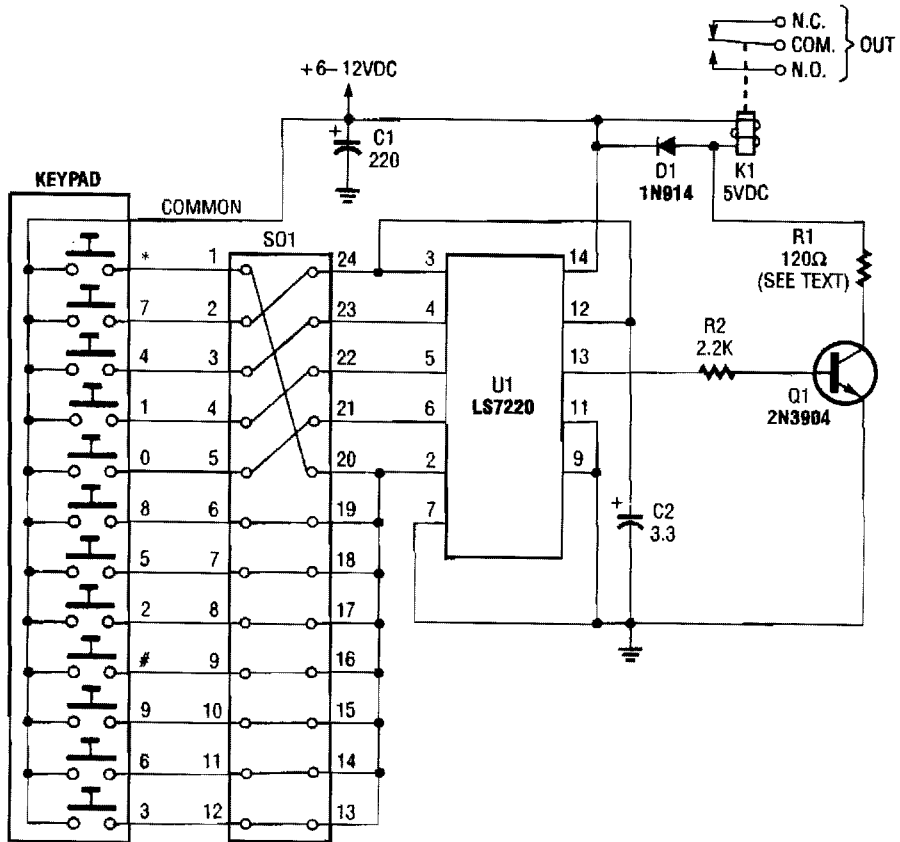 N.C.
COM.
N.O.
OUT
+6–12VDC
+
C1
220
D1
1N914
K1
5VDC
KEYPAD
COMMON
SO1
R1
120Ω
(SEE TEXT)
* 1 24 3 14
7 2 23 4 12
4 3 22 5 13
1 4 21 6 11
0 5 20 2 9
8 6 19 7
5 7 18
2 8 17
# 9 16
9 10 15
6 11 14
3 12 13
U1
LS7220
R2
2.2K
Q1
2N3904
+
C2
3.3